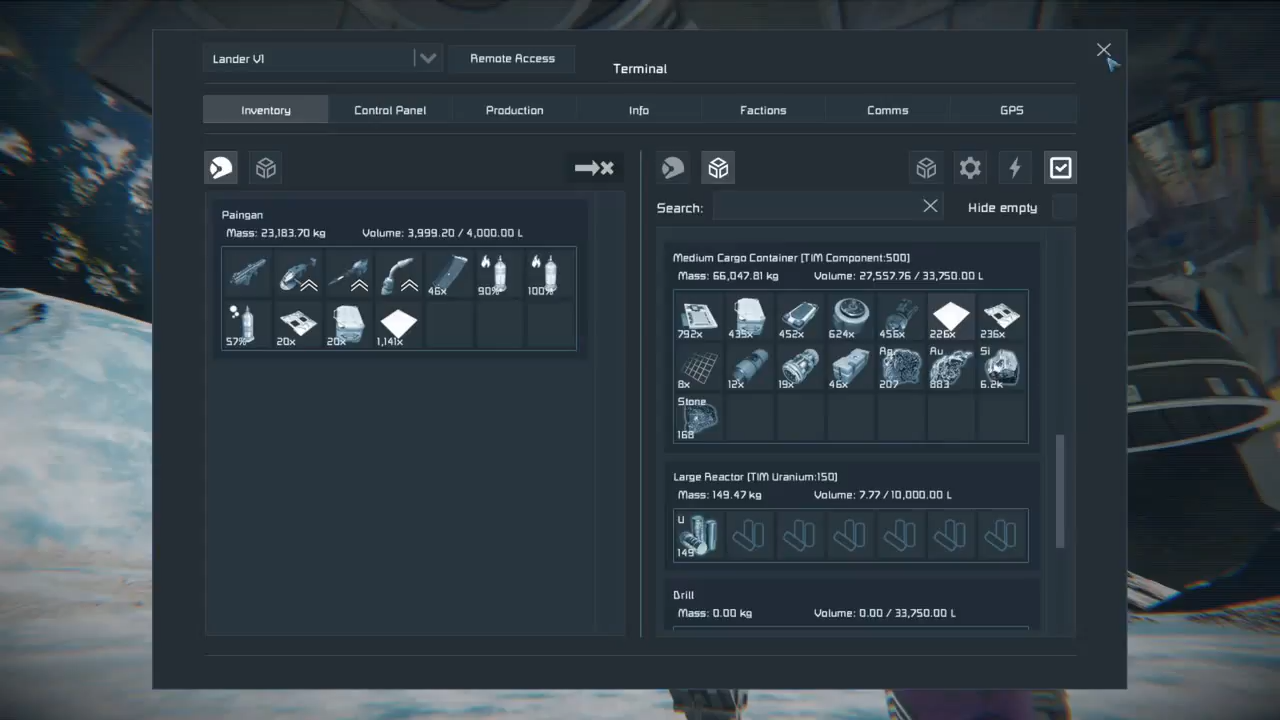 Lander V1
Remote Access
Terminal
Inventory
Control Panel
Production
Info
Factions
Comms
GPS
Search:
Hide empty
Paingan
Mass: 23,183.70 kg
Volume: 3,999.20 / 4,000.00 L
46x
90%
100%
57%
20x
20x
1,141x
Medium Cargo Container [TIM Component:500]
Mass: 66,047.81 kg
Volume: 27,557.76 / 33,750.00 L
792x
433x
452x
624x
456x
226x
236x
8x
12x
19x
46x
Ag
207
Au
883
Si
6.2k
Stone
168
Large Reactor [TIM Uranium:150]
Mass: 149.47 kg
Volume: 7.77 / 10,000.00 L
U
149
Drill
Mass: 0.00 kg
Volume: 0.00 / 33,750.00 L